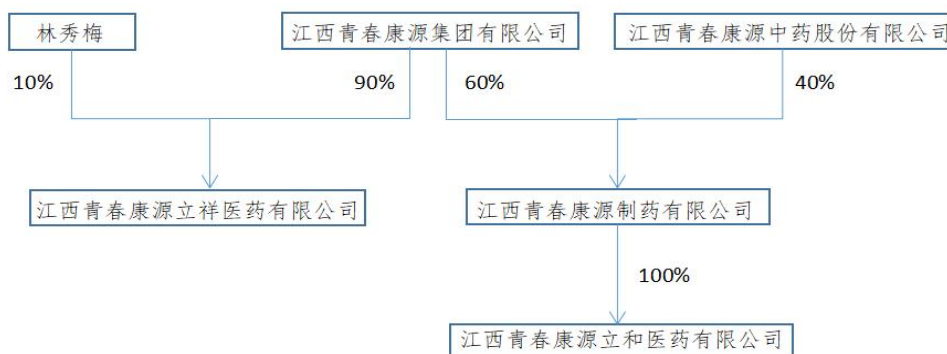 林秀梅
江西青春康源集团有限公司
江西青春康源中药股份有限公司
10%
90%
60%
40%
江西青春康源立祥医药有限公司
江西青春康源制药有限公司
100%
江西青春康源立和医药有限公司